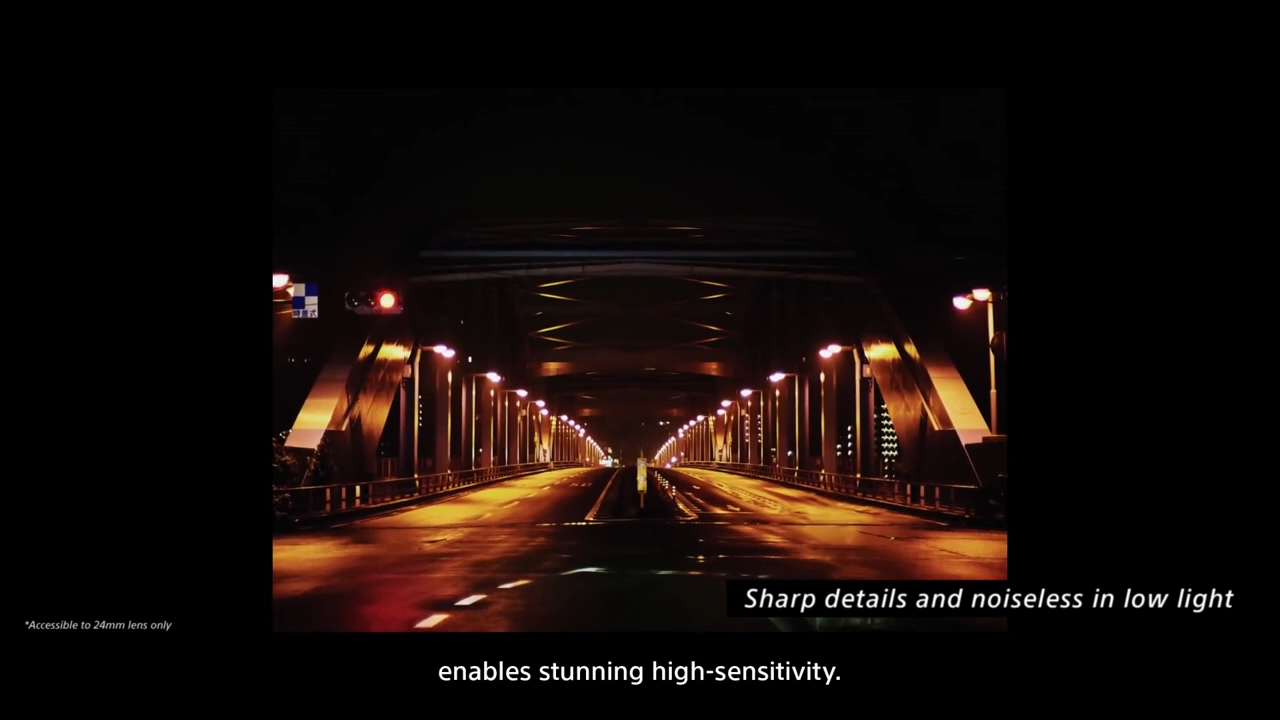 Sharp details and noiseless in low light
*Accessible to 24mm lens only
enables stunning high-sensitivity.